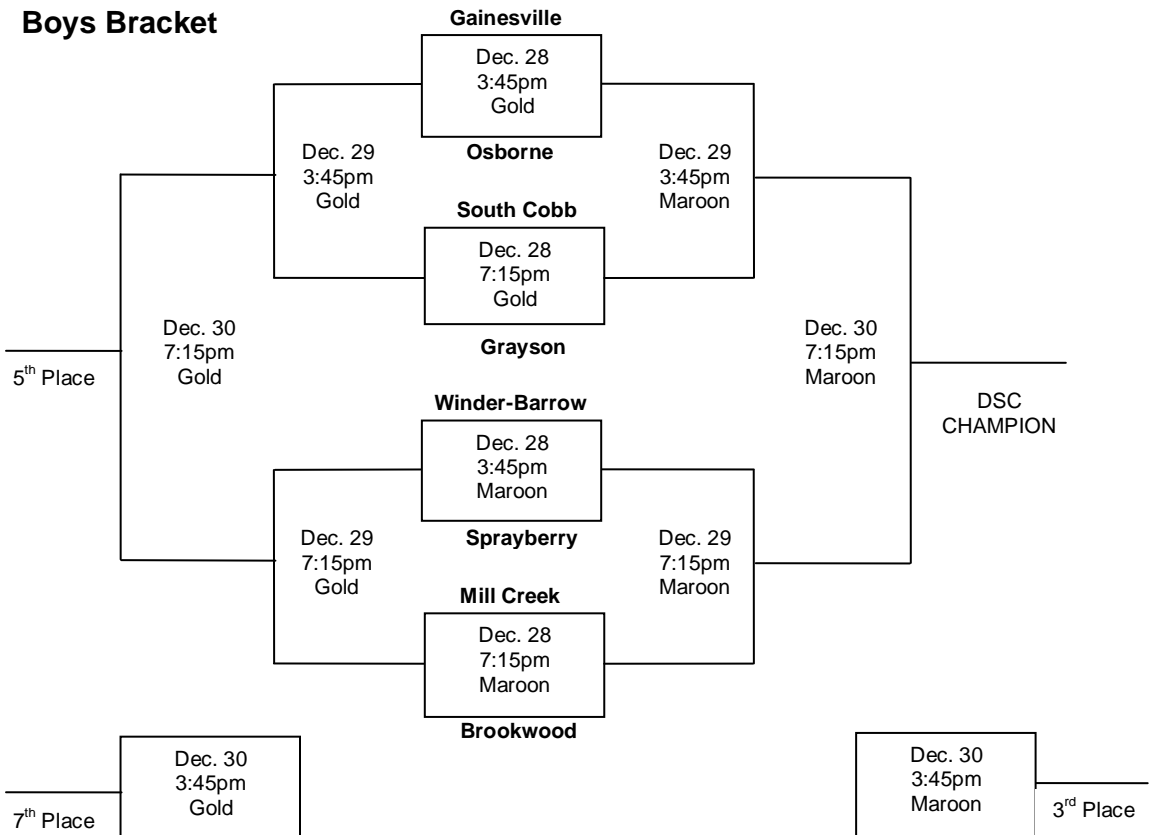 Boys Bracket
Gainesville
Dec. 28
3:45pm
Gold
Osborne
Dec. 29
3:45pm
Gold
Dec. 29
3:45pm
Maroon
South Cobb
Dec. 28
7:15pm
Gold
Grayson
Dec. 30
7:15pm
Gold
5th Place
Dec. 30
7:15pm
Maroon
DSC
CHAMPION
Winder-Barrow
Dec. 28
3:45pm
Maroon
Sprayberry
Dec. 29
7:15pm
Gold
Dec. 29
7:15pm
Maroon
Mill Creek
Dec. 28
7:15pm
Maroon
Brookwood
Dec. 30
3:45pm
Gold
7th Place
Dec. 30
3:45pm
Maroon
3rd Place